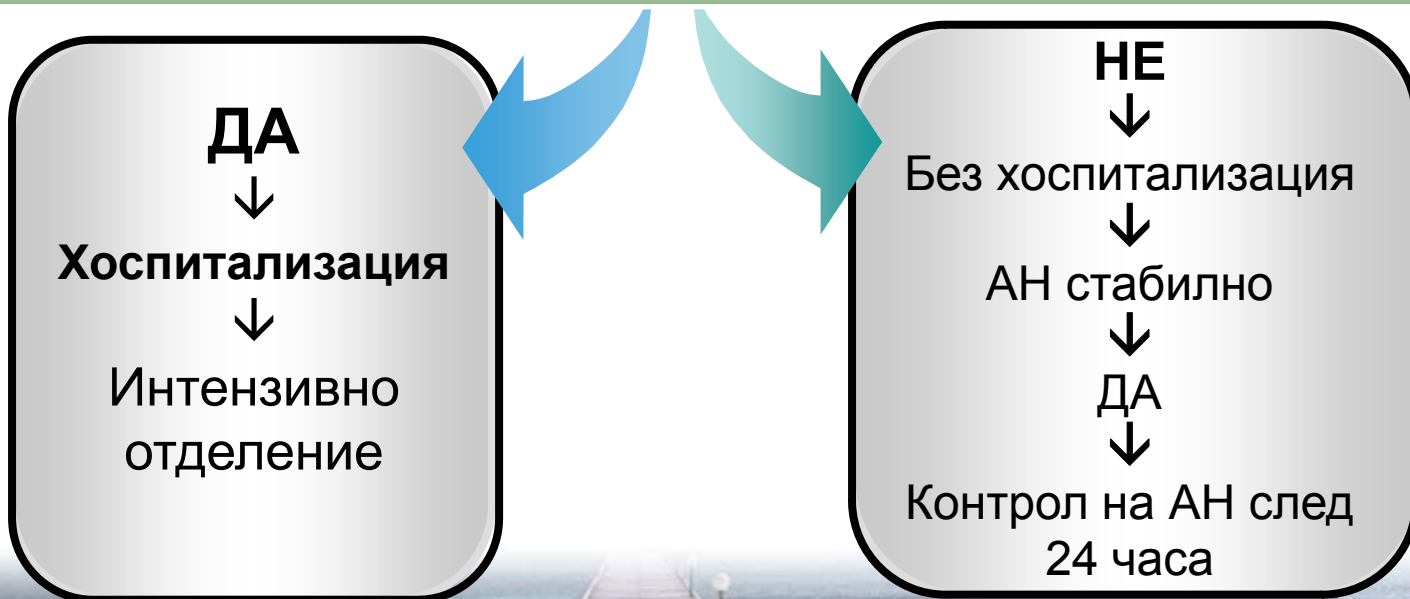 ДА
↓
Хоспитализация
↓
Интензивно
отделение
НЕ
↓
Без хоспитализация
↓
АН стабилно
↓
ДА
↓
Контрол на АН след
24 часа